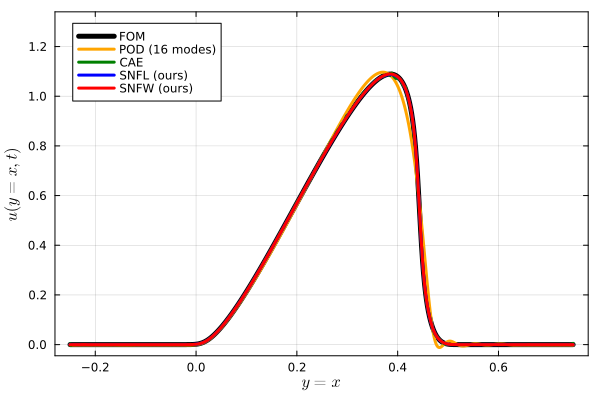 FOM
POD (16 modes)
CAE
SNFL (ours)
SNFW (ours)
1.2
1.0
0.8
0.6
0.4
0.2
0.0
u(y = x, t)
−0.2 0.0 0.2 0.4 0.6
y = x